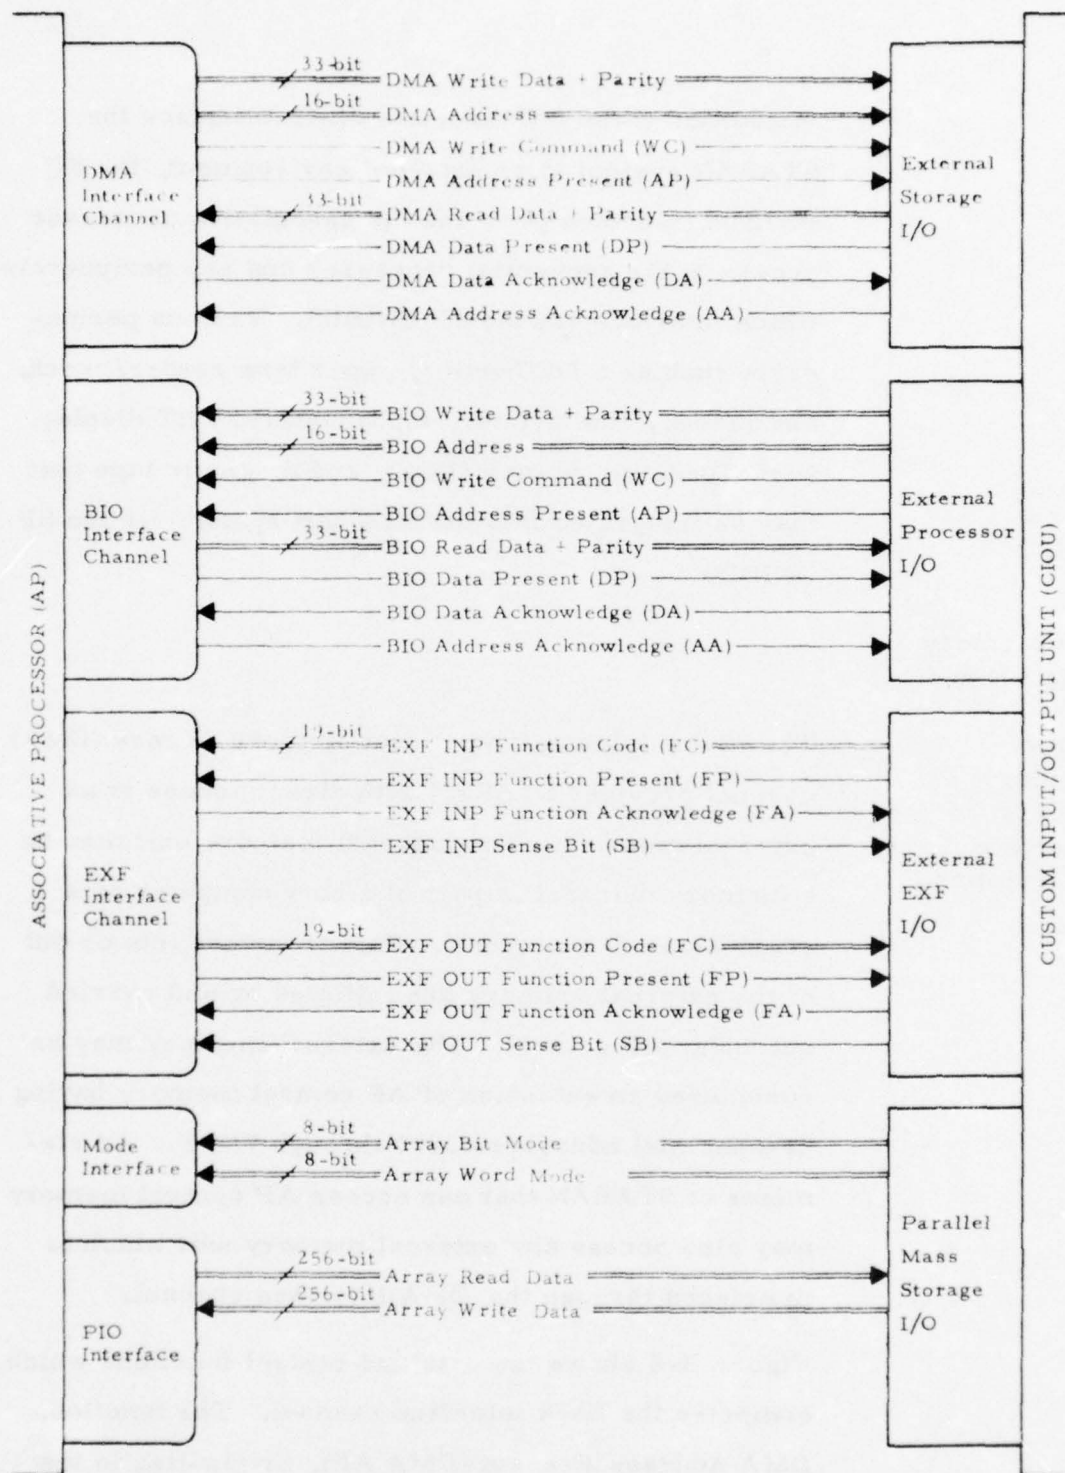 ASSOCIATIVE PROCESSOR (AP)
DMA
Interface
Channel
33-bit
DMA Write Data + Parity
16-bit
DMA Address
DMA Write Command (WC)
DMA Address Present (AP)
33-bit
DMA Read Data + Parity
DMA Data Present (DP)
DMA Data Acknowledge (DA)
DMA Address Acknowledge (AA)
External
Storage
I/O
BIO
Interface
Channel
33-bit
BIO Write Data + Parity
16-bit
BIO Address
BIO Write Command (WC)
BIO Address Present (AP)
33-bit
BIO Read Data + Parity
BIO Data Present (DP)
BIO Data Acknowledge (DA)
BIO Address Acknowledge (AA)
External
Processor
I/O
EXF
Interface
Channel
19-bit
EXF INP Function Code (FC)
EXF INP Function Present (FP)
EXF INP Function Acknowledge (FA)
EXF INP Sense Bit (SB)
19-bit
EXF OUT Function Code (FC)
EXF OUT Function Present (FP)
EXF OUT Function Acknowledge (FA)
EXF OUT Sense Bit (SB)
External
EXF
I/O
Mode
Interface
8-bit
Array Bit Mode
8-bit
Array Word Mode
PIO
Interface
256-bit
Array Read Data
256-bit
Array Write Data
Parallel
Mass
Storage
I/O
CUSTOM INPUT/OUTPUT UNIT (CIOU)